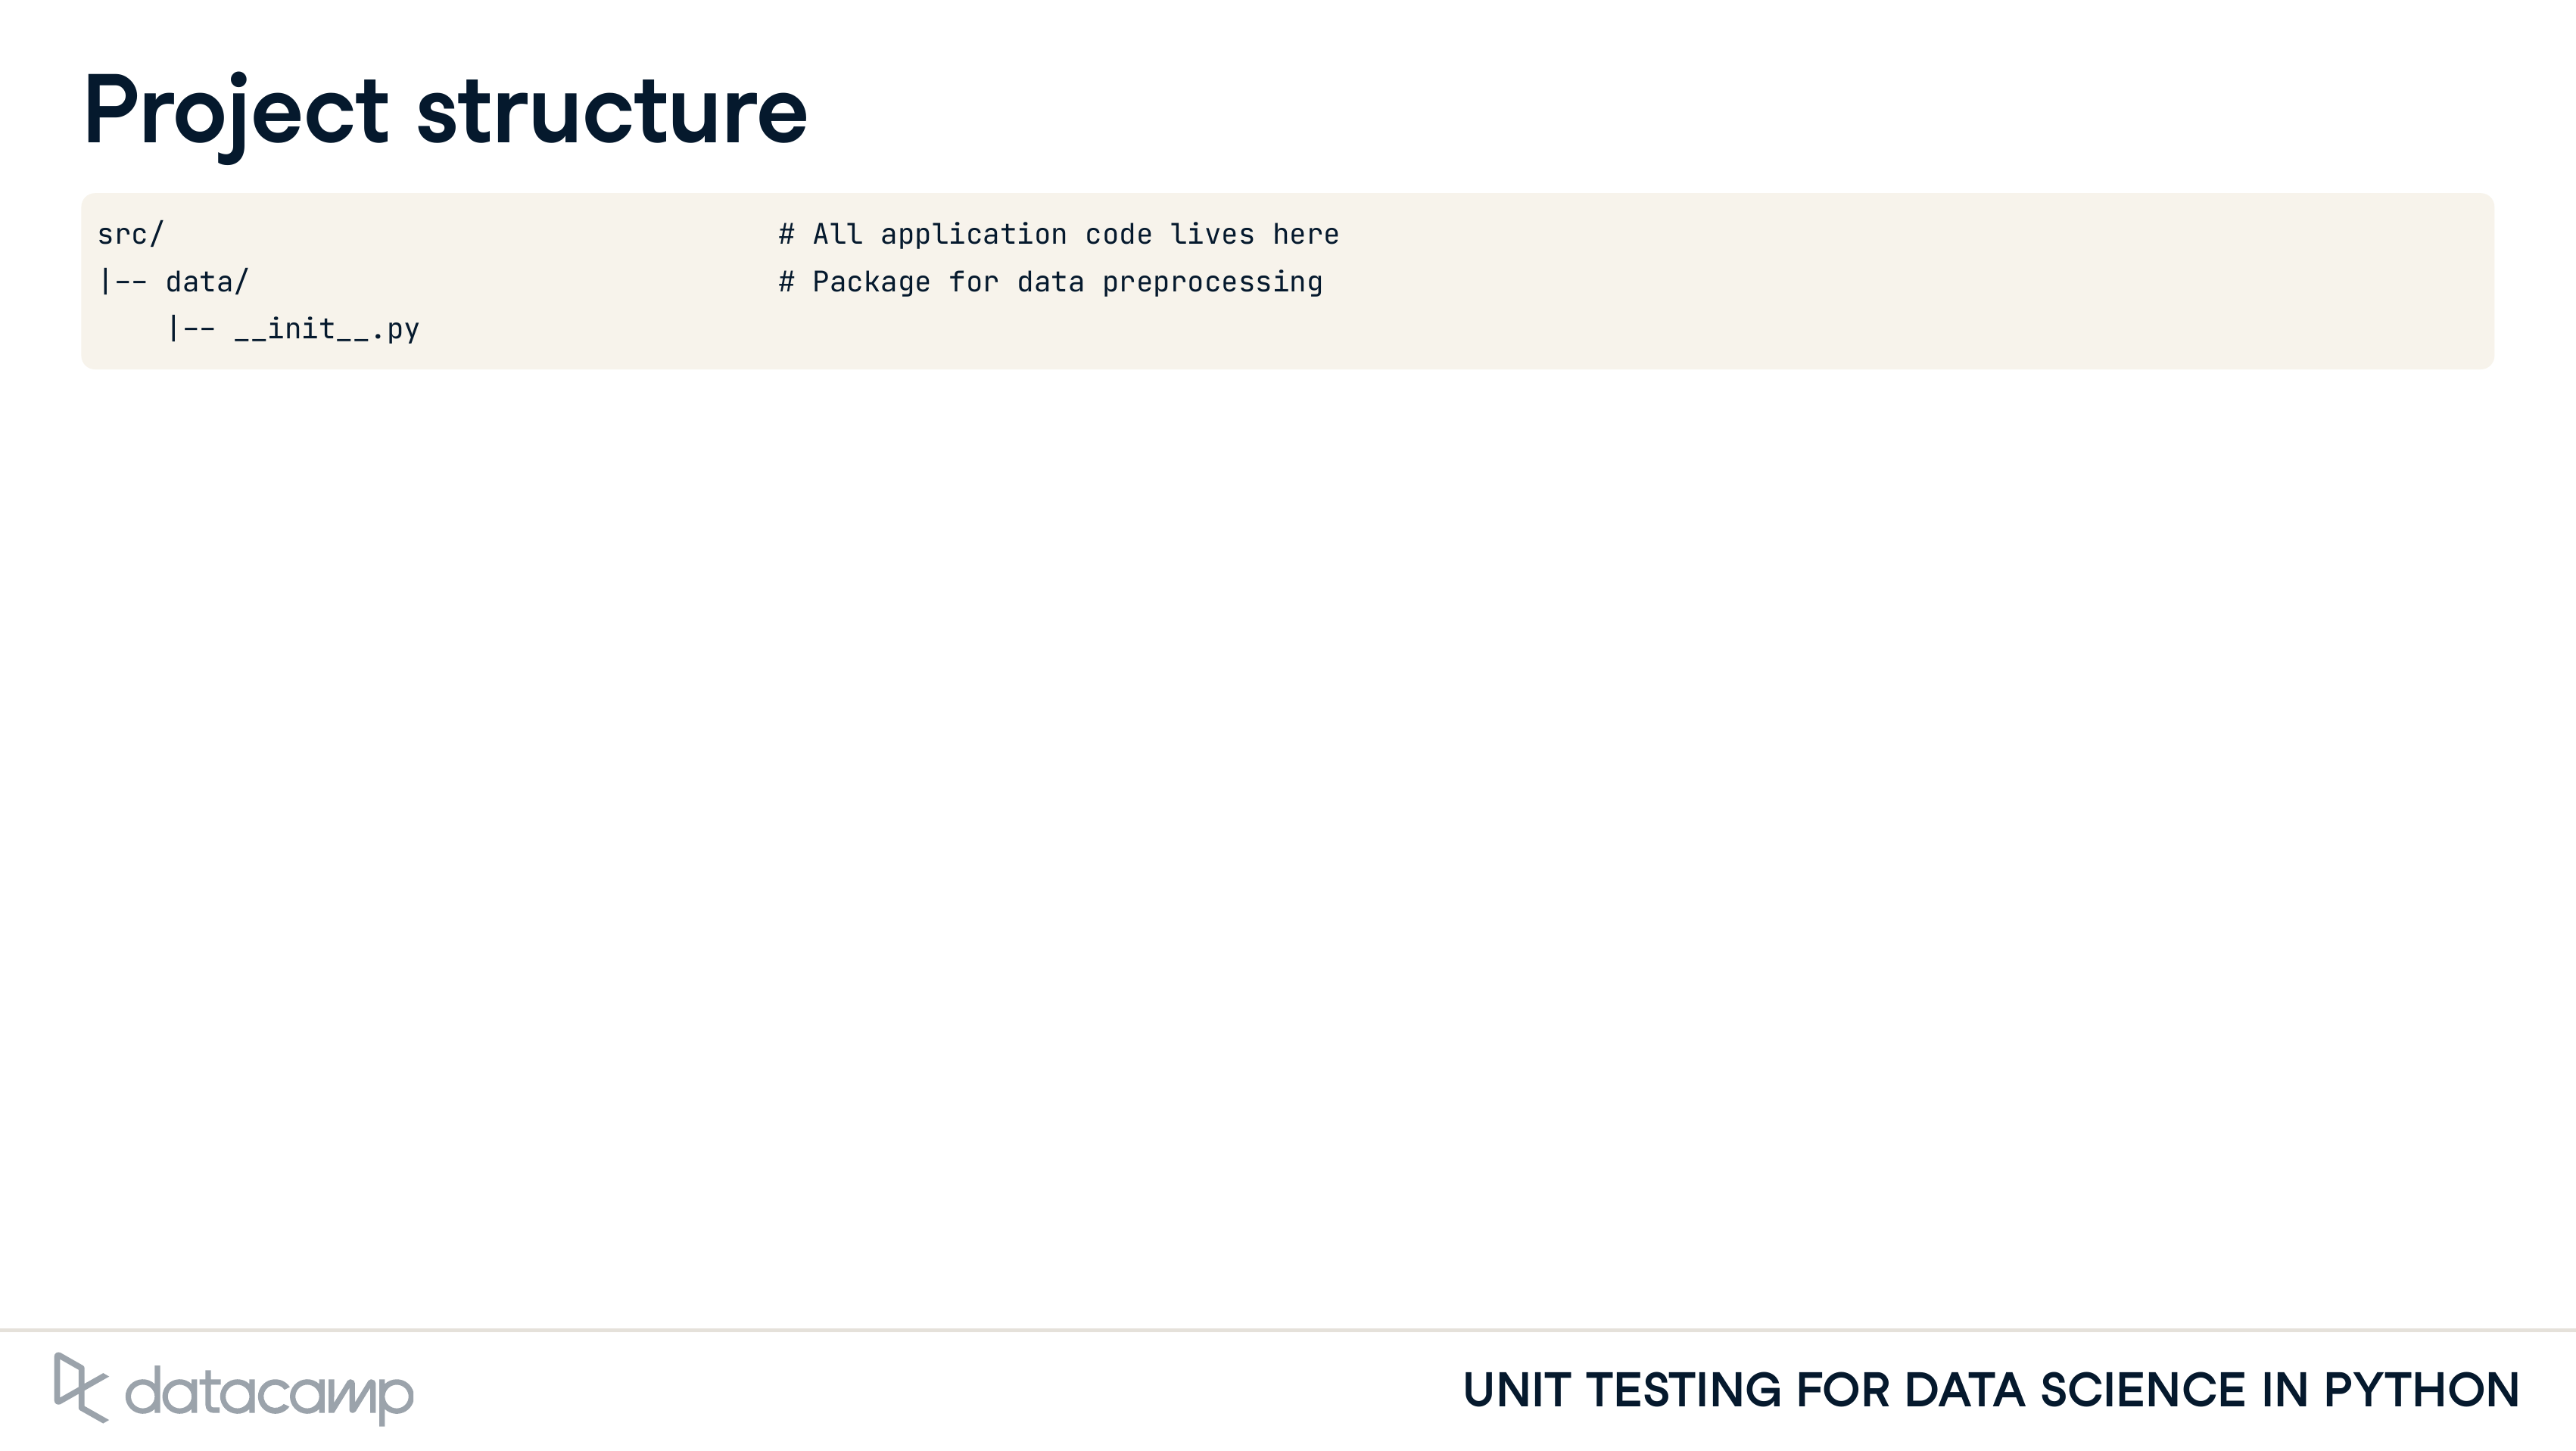 Project structure
src/                                    # All application code lives here
|-- data/                               # Package for data preprocessing
    |-- __init__.py
datacamp
UNIT TESTING FOR DATA SCIENCE IN PYTHON